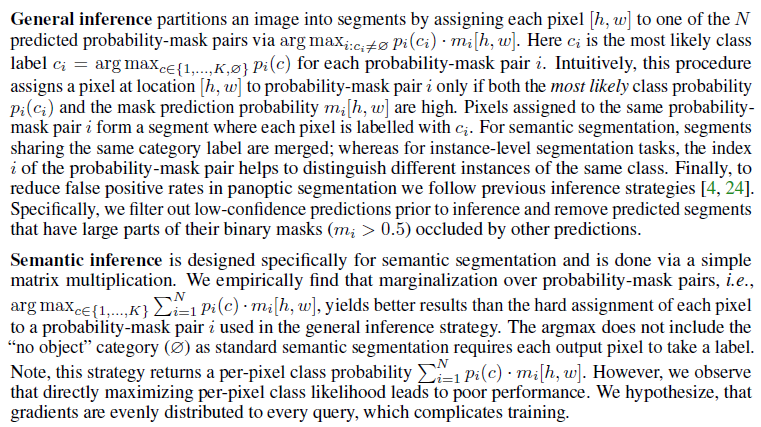 General inference partitions an image into segments by assigning each pixel [h, w] to one of the N
predicted probability-mask pairs via arg max_{i:c_i≠∅} p_i(c_i) · m_i[h, w]. Here c_i is the most likely class
label c_i = arg max_{c∈{1,...,K,∅}} p_i(c) for each probability-mask pair i. Intuitively, this procedure
assigns a pixel at location [h, w] to probability-mask pair i only if both the most likely class probability
p_i(c_i) and the mask prediction probability m_i[h, w] are high. Pixels assigned to the same probability-
mask pair i form a segment where each pixel is labelled with c_i. For semantic segmentation, segments
sharing the same category label are merged; whereas for instance-level segmentation tasks, the index
i of the probability-mask pair helps to distinguish different instances of the same class. Finally, to
reduce false positive rates in panoptic segmentation we follow previous inference strategies [4, 24].
Specifically, we filter out low-confidence predictions prior to inference and remove predicted segments
that have large parts of their binary masks (m_i > 0.5) occluded by other predictions.
Semantic inference is designed specifically for semantic segmentation and is done via a simple
matrix multiplication. We empirically find that marginalization over probability-mask pairs, i.e.,
arg max_{c∈{1,...,K}} ∑_{i=1}^N p_i(c) · m_i[h, w], yields better results than the hard assignment of each pixel
to a probability-mask pair i used in the general inference strategy. The argmax does not include the
“no object” category (∅) as standard semantic segmentation requires each output pixel to take a label.
Note, this strategy returns a per-pixel class probability ∑_{i=1}^N p_i(c) · m_i[h, w]. However, we observe
that directly maximizing per-pixel class likelihood leads to poor performance. We hypothesize, that
gradients are evenly distributed to every query, which complicates training.